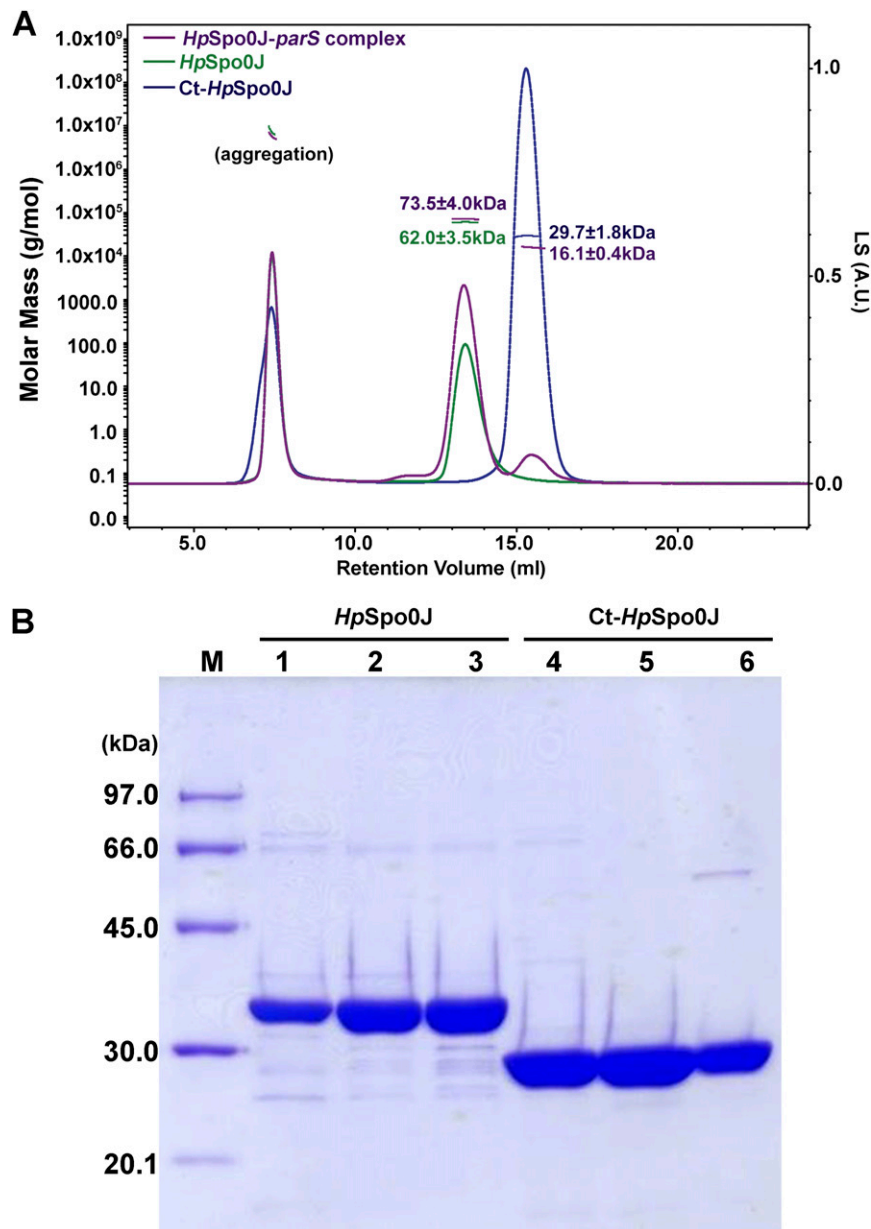 A
HpSpo0J-parS complex
HpSpo0J
Ct-HpSpo0J
1.0x10⁹
1.0x10⁸
1.0x10⁷
1.0x10⁶
1.0x10⁵
1.0x10⁴
1000.0
100.0
10.0
1.0
0.1
0.0
Molar Mass (g/mol)
(aggregation)
73.5±4.0kDa
62.0±3.5kDa
29.7±1.8kDa
16.1±0.4kDa
1.0
0.5
0.0
LS (A.U.)
5.0 10.0 15.0 20.0
Retention Volume (ml)
B
HpSpo0J Ct-HpSpo0J
M 1 2 3 4 5 6
(kDa)
97.0
66.0
45.0
30.0
20.1